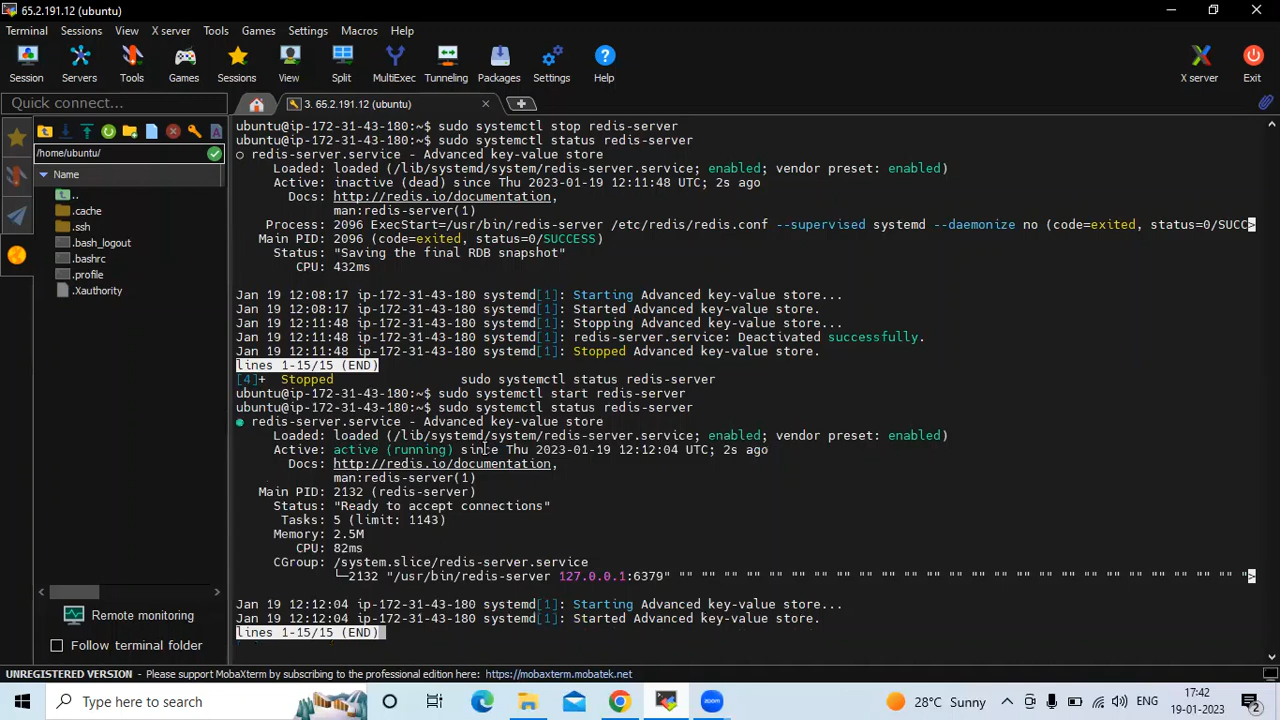 65.2.191.12 (ubuntu)
Terminal Sessions View X server Tools Games Settings Macros Help
Session Servers Tools Games Sessions View Split MultiExec Tunneling Packages Settings Help X server Exit
Quick connect...
3. 65.2.191.12 (ubuntu)
/home/ubuntu/
Name
..
.cache
.ssh
.bash_logout
.bashrc
.profile
.Xauthority
Remote monitoring
Follow terminal folder
ubuntu@ip-172-31-43-180:~$ sudo systemctl stop redis-server
ubuntu@ip-172-31-43-180:~$ sudo systemctl status redis-server
○ redis-server.service - Advanced key-value store
Loaded: loaded (/lib/systemd/system/redis-server.service; enabled; vendor preset: enabled)
Active: inactive (dead) since Thu 2023-01-19 12:11:48 UTC; 2s ago
Docs: http://redis.io/documentation,
man:redis-server(1)
Process: 2096 ExecStart=/usr/bin/redis-server /etc/redis/redis.conf --supervised systemd --daemonize no (code=exited, status=0/SUCC>
Main PID: 2096 (code=exited, status=0/SUCCESS)
Status: "Saving the final RDB snapshot"
CPU: 432ms
Jan 19 12:08:17 ip-172-31-43-180 systemd[1]: Starting Advanced key-value store...
Jan 19 12:08:17 ip-172-31-43-180 systemd[1]: Started Advanced key-value store.
Jan 19 12:11:48 ip-172-31-43-180 systemd[1]: Stopping Advanced key-value store...
Jan 19 12:11:48 ip-172-31-43-180 systemd[1]: redis-server.service: Deactivated successfully.
Jan 19 12:11:48 ip-172-31-43-180 systemd[1]: Stopped Advanced key-value store.
lines 1-15/15 (END)
[4]+ Stopped sudo systemctl status redis-server
ubuntu@ip-172-31-43-180:~$ sudo systemctl start redis-server
ubuntu@ip-172-31-43-180:~$ sudo systemctl status redis-server
● redis-server.service - Advanced key-value store
Loaded: loaded (/lib/systemd/system/redis-server.service; enabled; vendor preset: enabled)
Active: active (running) since Thu 2023-01-19 12:12:04 UTC; 2s ago
Docs: http://redis.io/documentation,
man:redis-server(1)
Main PID: 2132 (redis-server)
Status: "Ready to accept connections"
Tasks: 5 (limit: 1143)
Memory: 2.5M
CPU: 82ms
CGroup: /system.slice/redis-server.service
└─2132 "/usr/bin/redis-server 127.0.0.1:6379" "" "" "" "" "" "" "" "" "" "" "" "" "" "" "" "" "" "" "" "" "" "" "" "" "" ">
Jan 19 12:12:04 ip-172-31-43-180 systemd[1]: Starting Advanced key-value store...
Jan 19 12:12:04 ip-172-31-43-180 systemd[1]: Started Advanced key-value store.
lines 1-15/15 (END)
UNREGISTERED VERSION - Please support MobaXterm by subscribing to the professional edition here: https://mobaxterm.mobatek.net
Type here to search
zoom
28°C Sunny
ENG
17:42
19-01-2023
2